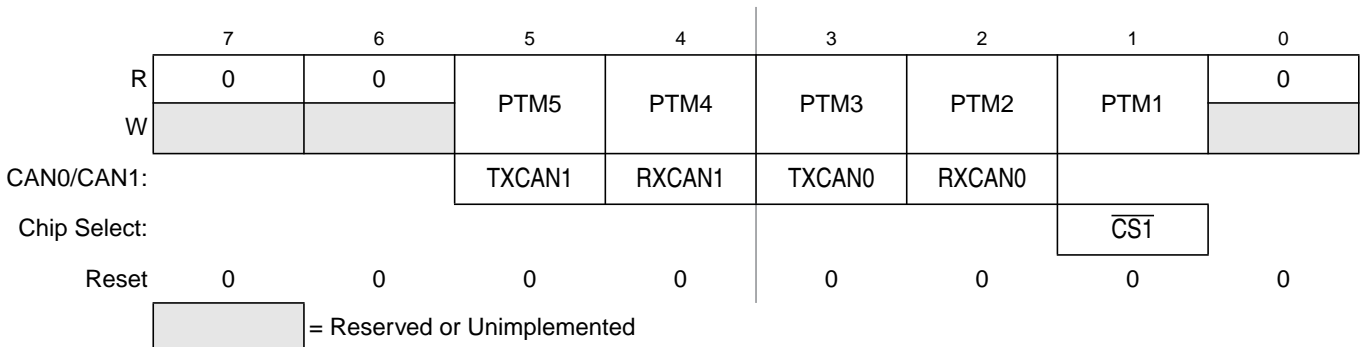 7 6 5 4 3 2 1 0
R 0 0 PTM5 PTM4 PTM3 PTM2 PTM1 0
W
CAN0/CAN1: TXCAN1 RXCAN1 TXCAN0 RXCAN0
Chip Select: C̅S̅1̅
Reset 0 0 0 0 0 0 0 0
= Reserved or Unimplemented